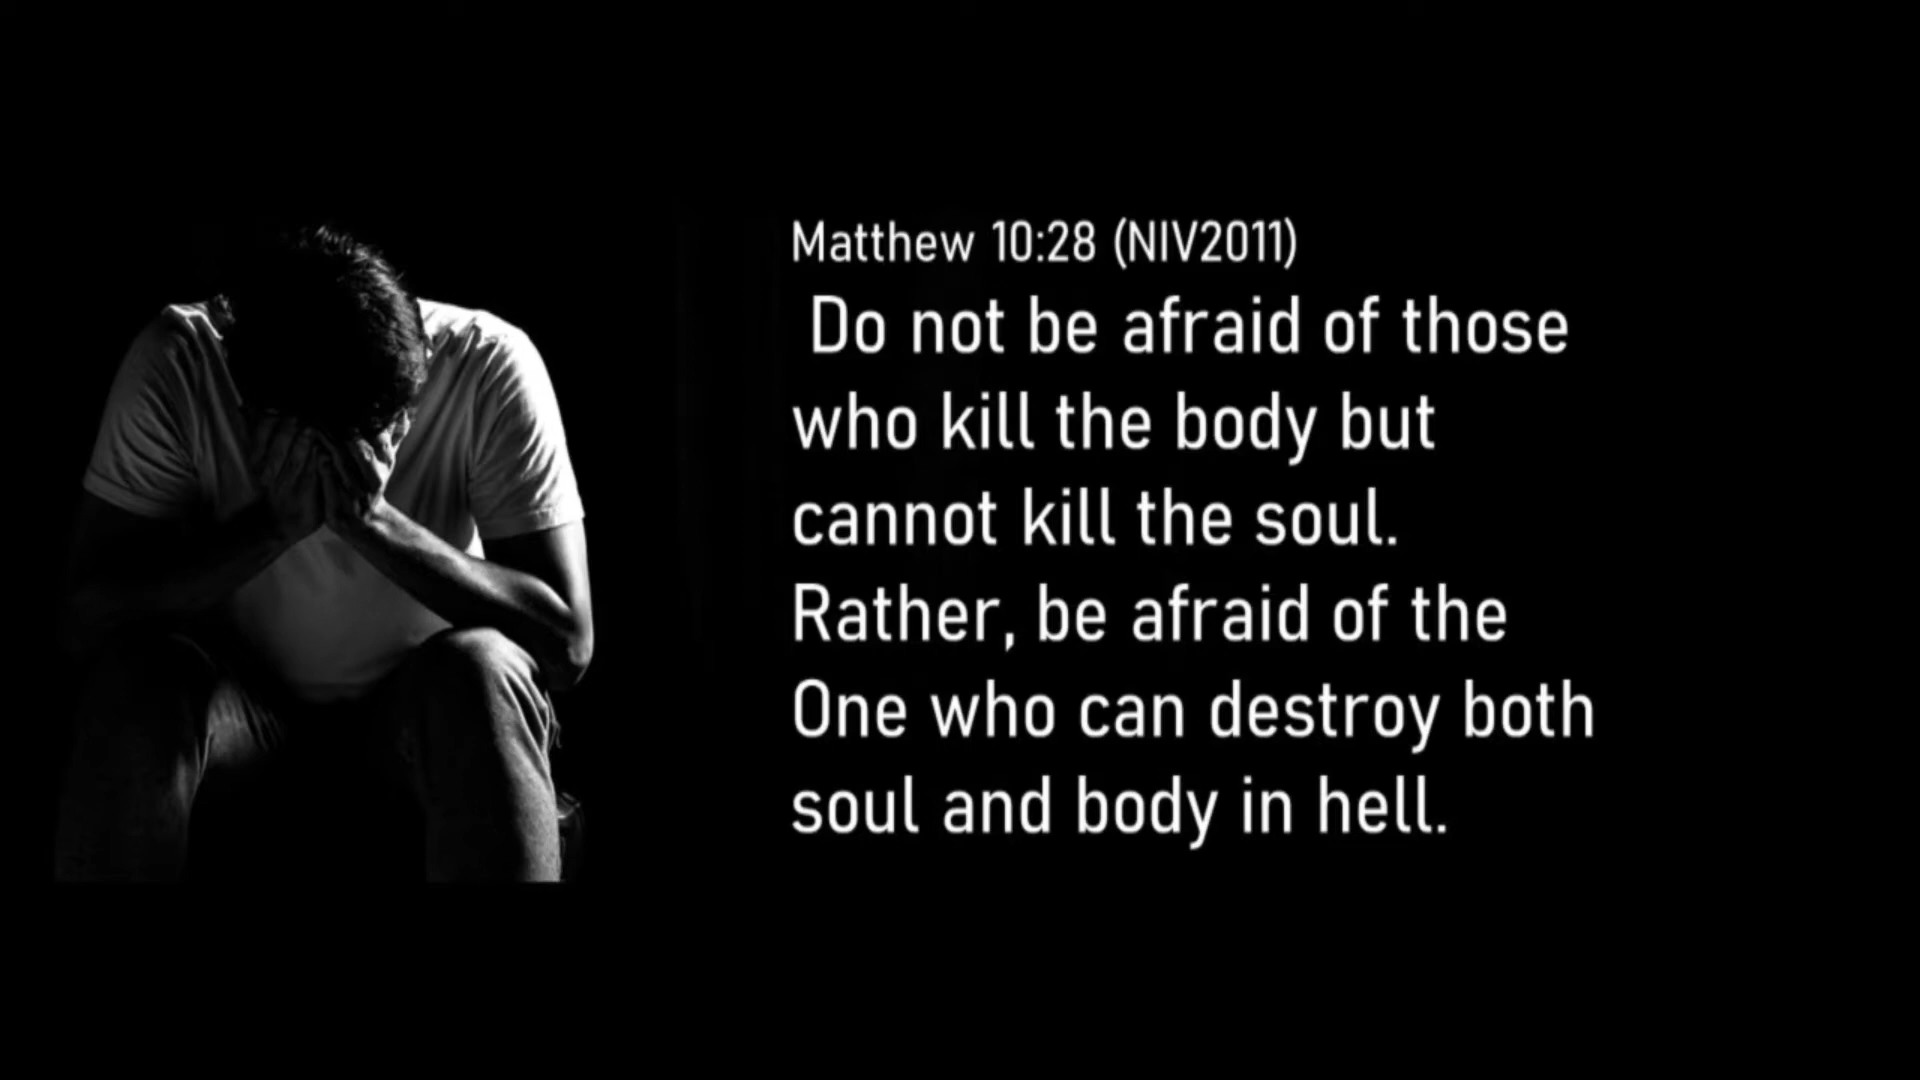 Matthew 10:28 (NIV2011)
Do not be afraid of those
who kill the body but
cannot kill the soul.
Rather, be afraid of the
One who can destroy both
soul and body in hell.